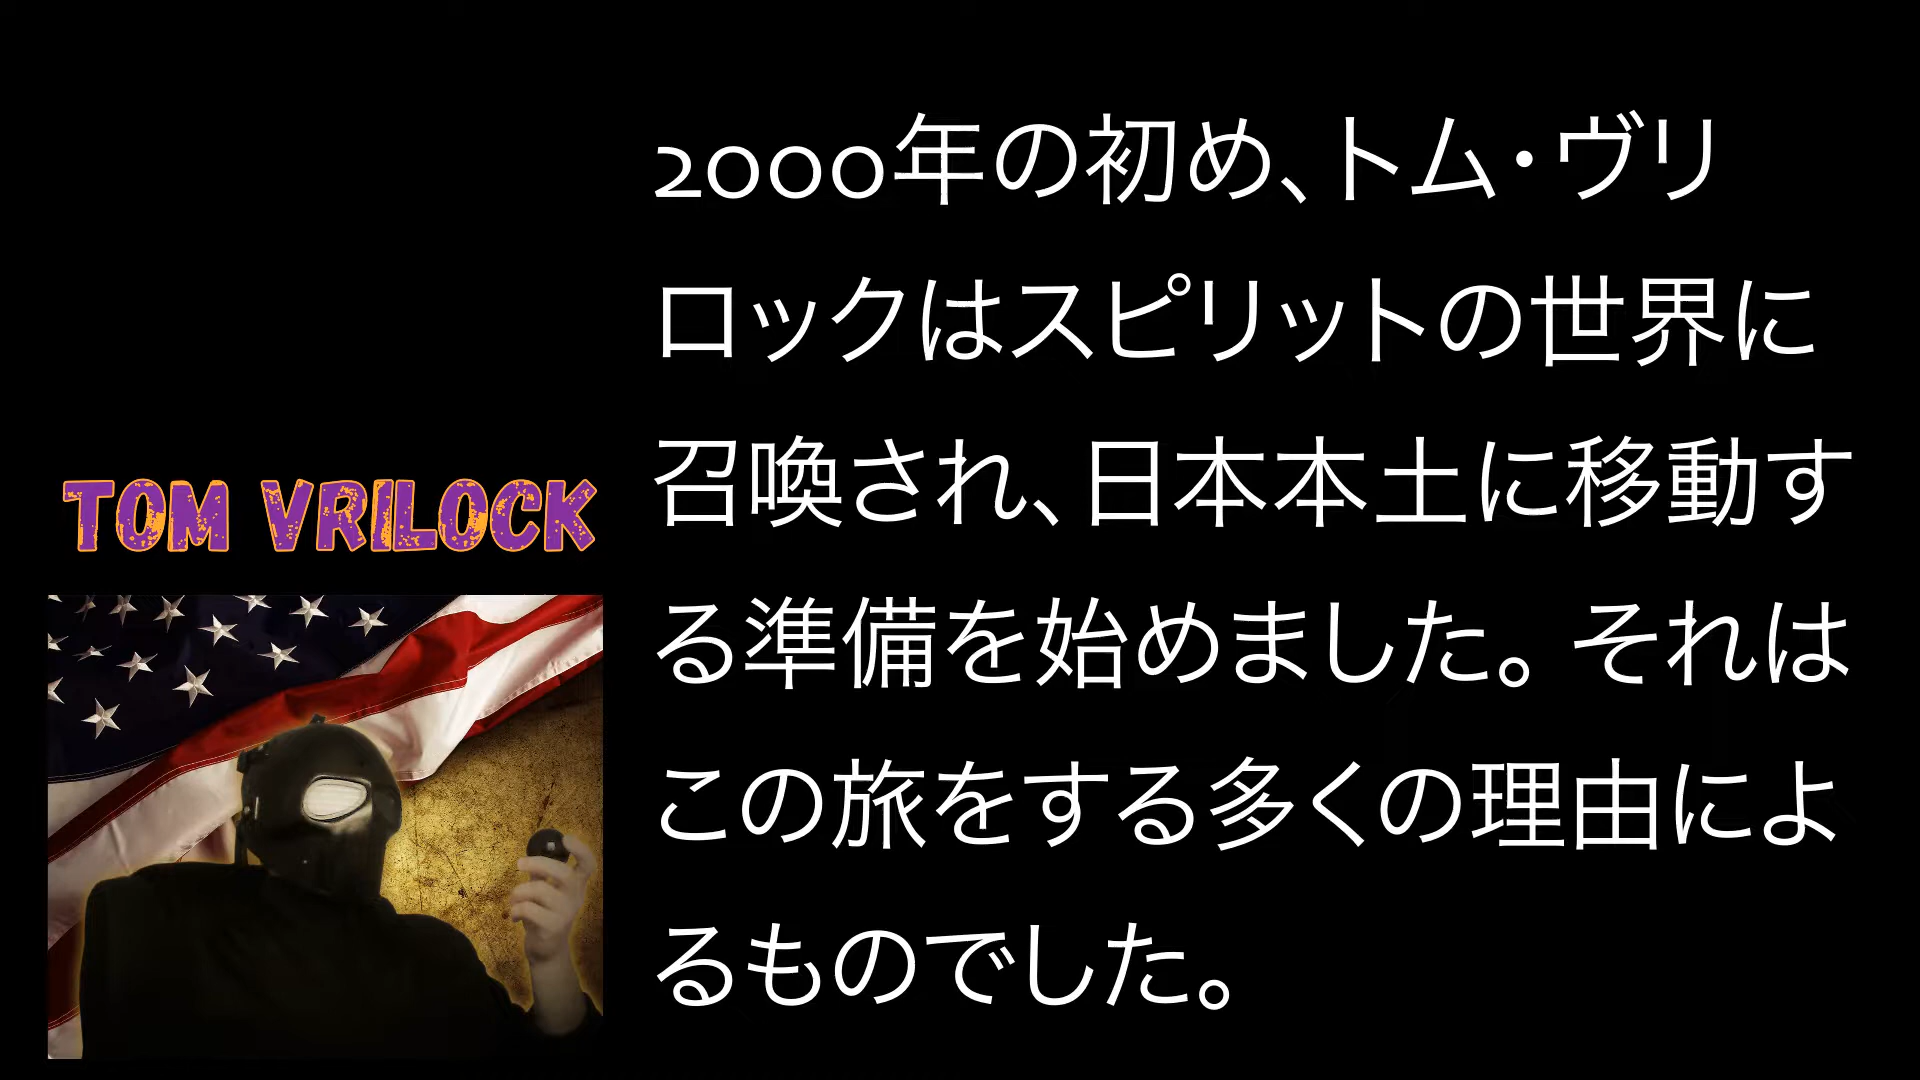 TOM VRILOCK
2000年の初め、トム・ヴリ
ロックはスピリットの世界に
召喚され、日本本土に移動す
る準備を始めました。それは
この旅をする多くの理由によ
るものでした。